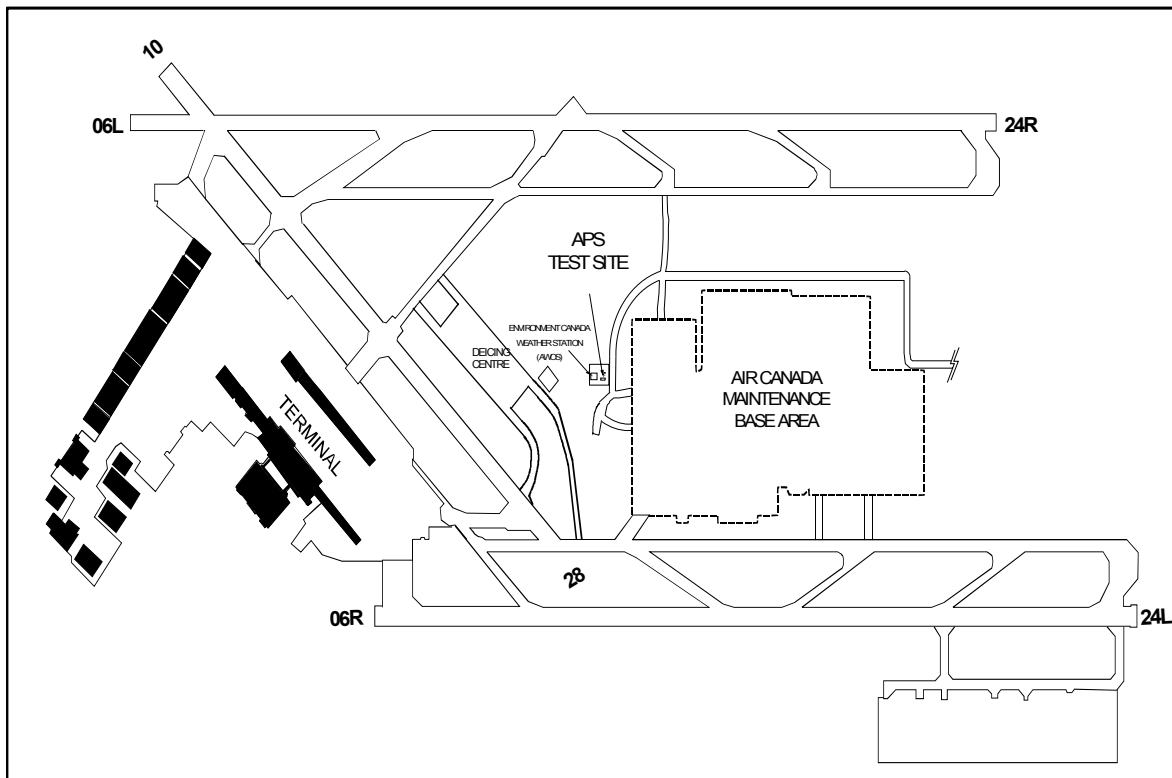 10
06L
24R
APS
TEST SITE
ENVIRONMENT CANADA
WEATHER STATION
(AWOS)
DEICING
CENTRE
AIR CANADA
MAINTENANCE
BASE AREA
TERMINAL
28
06R
24L